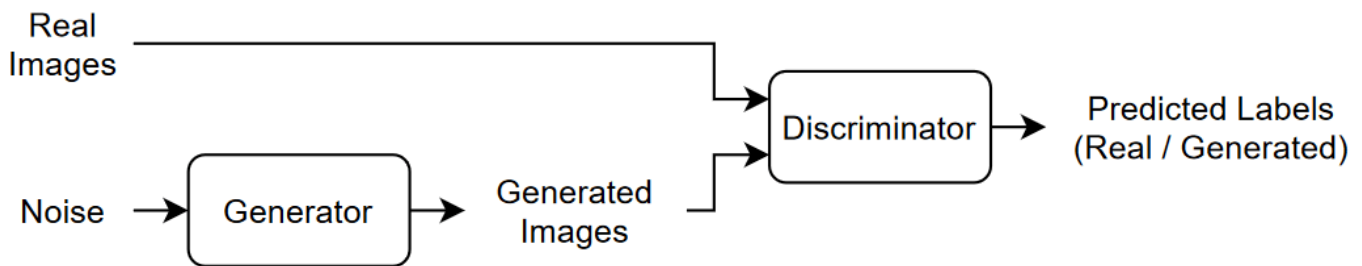 Real
Images
Discriminator
Predicted Labels
(Real / Generated)
Noise
Generator
Generated
Images